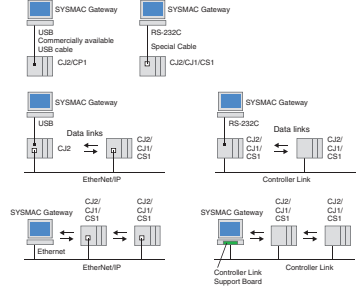 SYSMAC Gateway
USB
Commercially available
USB cable
CJ2/CP1
SYSMAC Gateway
RS-232C
Special Cable
CJ2/CJ1/CS1
SYSMAC Gateway
USB
Data links
CJ2
CJ2/
CJ1/
CS1
EtherNet/IP
SYSMAC Gateway
RS-232C
Data links
CJ2/
CJ1/
CS1
CJ2/
CJ1/
CS1
Controller Link
SYSMAC Gateway
CJ2/
CJ1/
CS1
CJ2/
CJ1/
CS1
Ethernet
EtherNet/IP
SYSMAC Gateway
CJ2/
CJ1/
CS1
CJ2/
CJ1/
CS1
Controller Link
Support Board
Controller Link